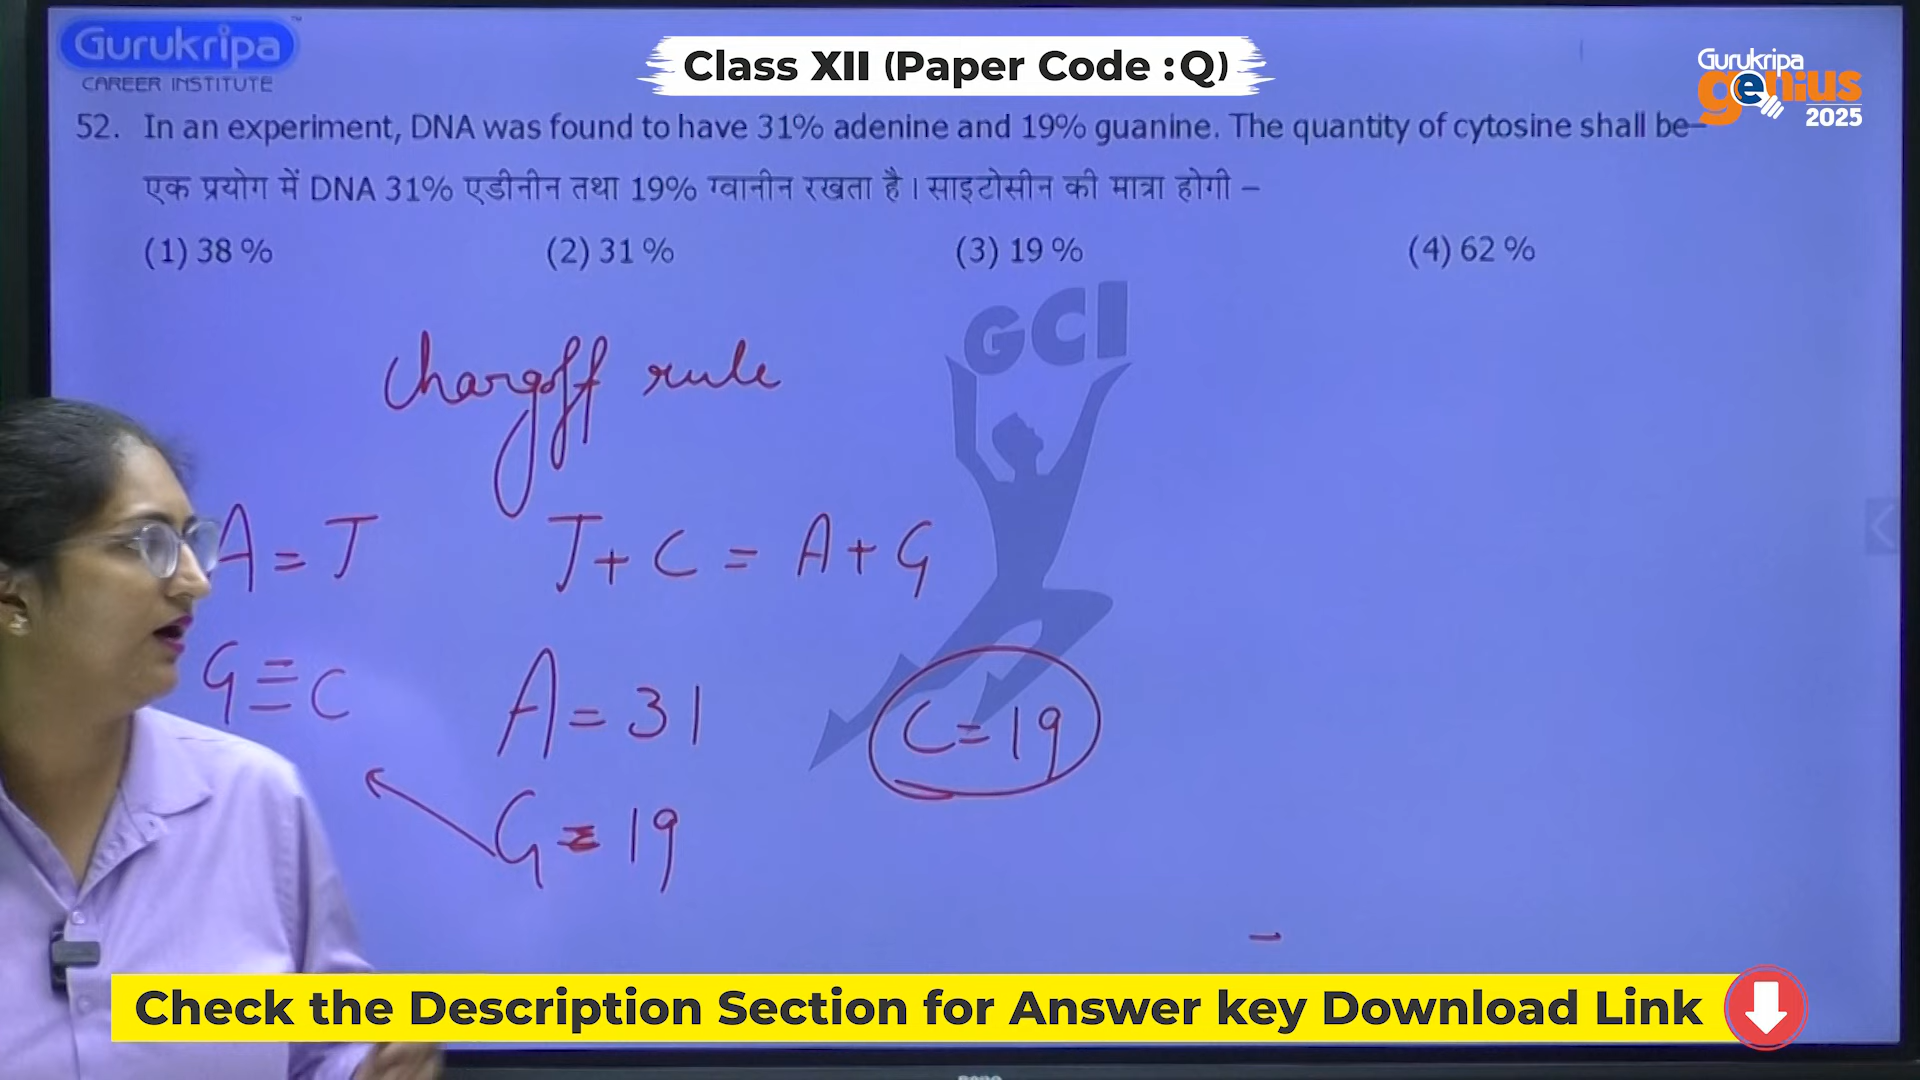 Gurukripa™
CAREER INSTITUTE
Class XII (Paper Code :Q)
Gurukripa
genius
2025
52. In an experiment, DNA was found to have 31% adenine and 19% guanine. The quantity of cytosine shall be–
एक प्रयोग में DNA 31% एडीनीन तथा 19% ग्वानीन रखता है। साइटोसीन की मात्रा होगी –
(1) 38 % (2) 31 % (3) 19 % (4) 62 %
GCI
Chargoff rule
A = T T + C = A + G
G ≡ C A = 31 C = 19
G = 19
Check the Description Section for Answer key Download Link